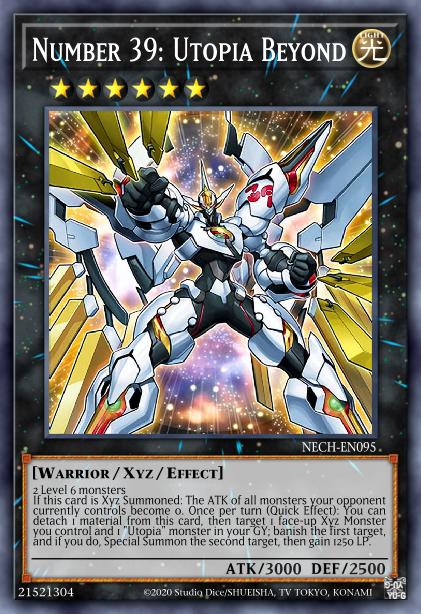 NUMBER 39: UTOPIA BEYOND
LIGHT
光
39
NECH-EN095
[WARRIOR / XYZ / EFFECT]
2 Level 6 monsters
If this card is Xyz Summoned: The ATK of all monsters your opponent
currently controls become 0. Once per turn (Quick Effect): You can
detach 1 material from this card, then target 1 face-up Xyz Monster
you control and 1 "Utopia" monster in your GY; banish the first target,
and if you do, Special Summon the second target, then gain 1250 LP.
ATK/3000 DEF/2500
21521304
©2020 Studio Dice/SHUEISHA, TV TOKYO, KONAMI